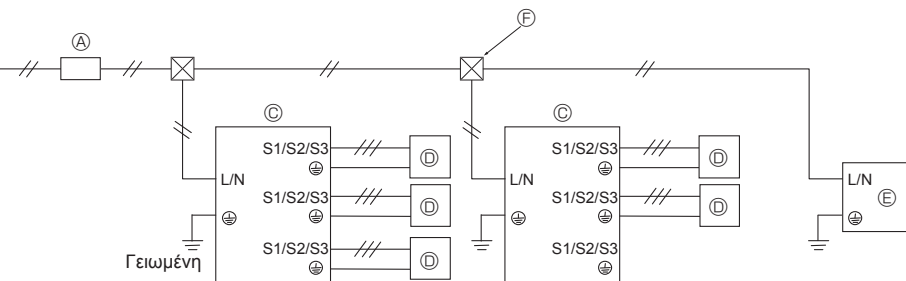 Ⓕ
Ⓐ
Ⓒ Ⓒ
S1/S2/S3 Ⓓ S1/S2/S3 Ⓓ
L/N L/N L/N
S1/S2/S3 Ⓓ S1/S2/S3 Ⓓ Ⓔ
S1/S2/S3 Ⓓ S1/S2/S3
Γειωμένη